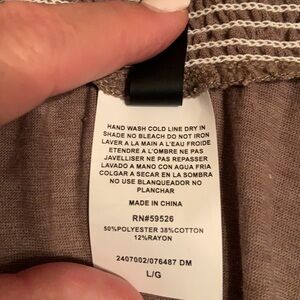 HAND WASH COLD LINE DRY IN
SHADE NO BLEACH DO NOT IRON
LAVER A LA MAIN A L'EAU FROIDE
ETENDRE A L'OMBRE NE PAS
JAVELLISER NE PAS REPASSER
LAVADO A MANO CON AGUA FRIA
COLGAR A SECAR EN LA SOMBRA
NO USE BLANQUEADOR NO
PLANCHAR
MADE IN CHINA
RN#59526
50%POLYESTER 38%COTTON
12%RAYON
2407002/076487 DM
L/G